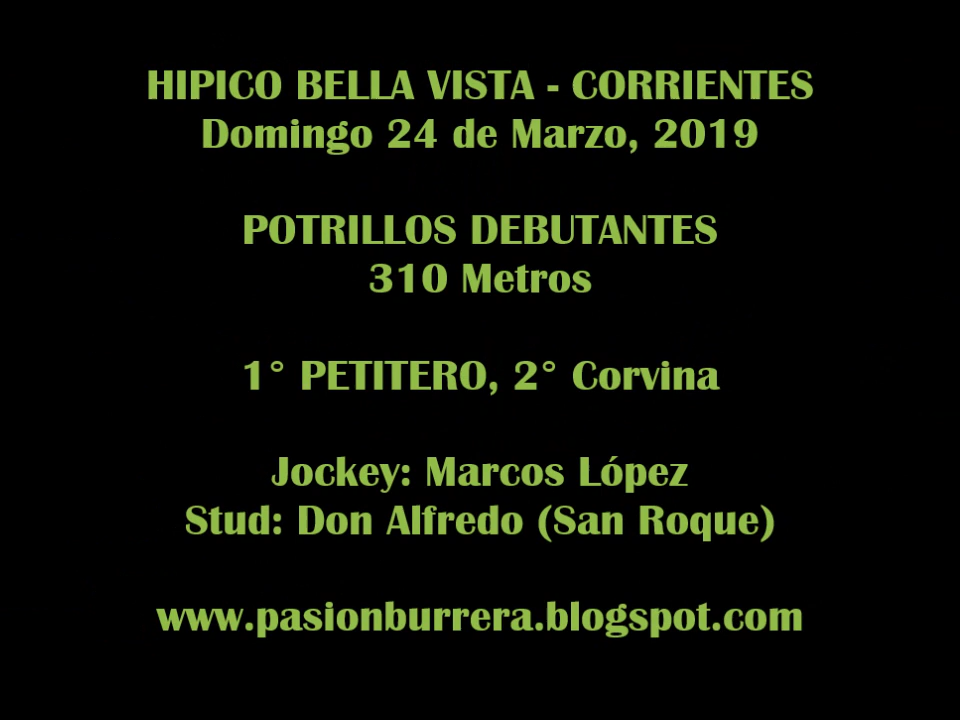 HIPICO BELLA VISTA - CORRIENTES
Domingo 24 de Marzo, 2019
POTRILLOS DEBUTANTES
310 Metros
1° PETITERO, 2° Corvina
Jockey: Marcos López
Stud: Don Alfredo (San Roque)
www.pasionburrera.blogspot.com